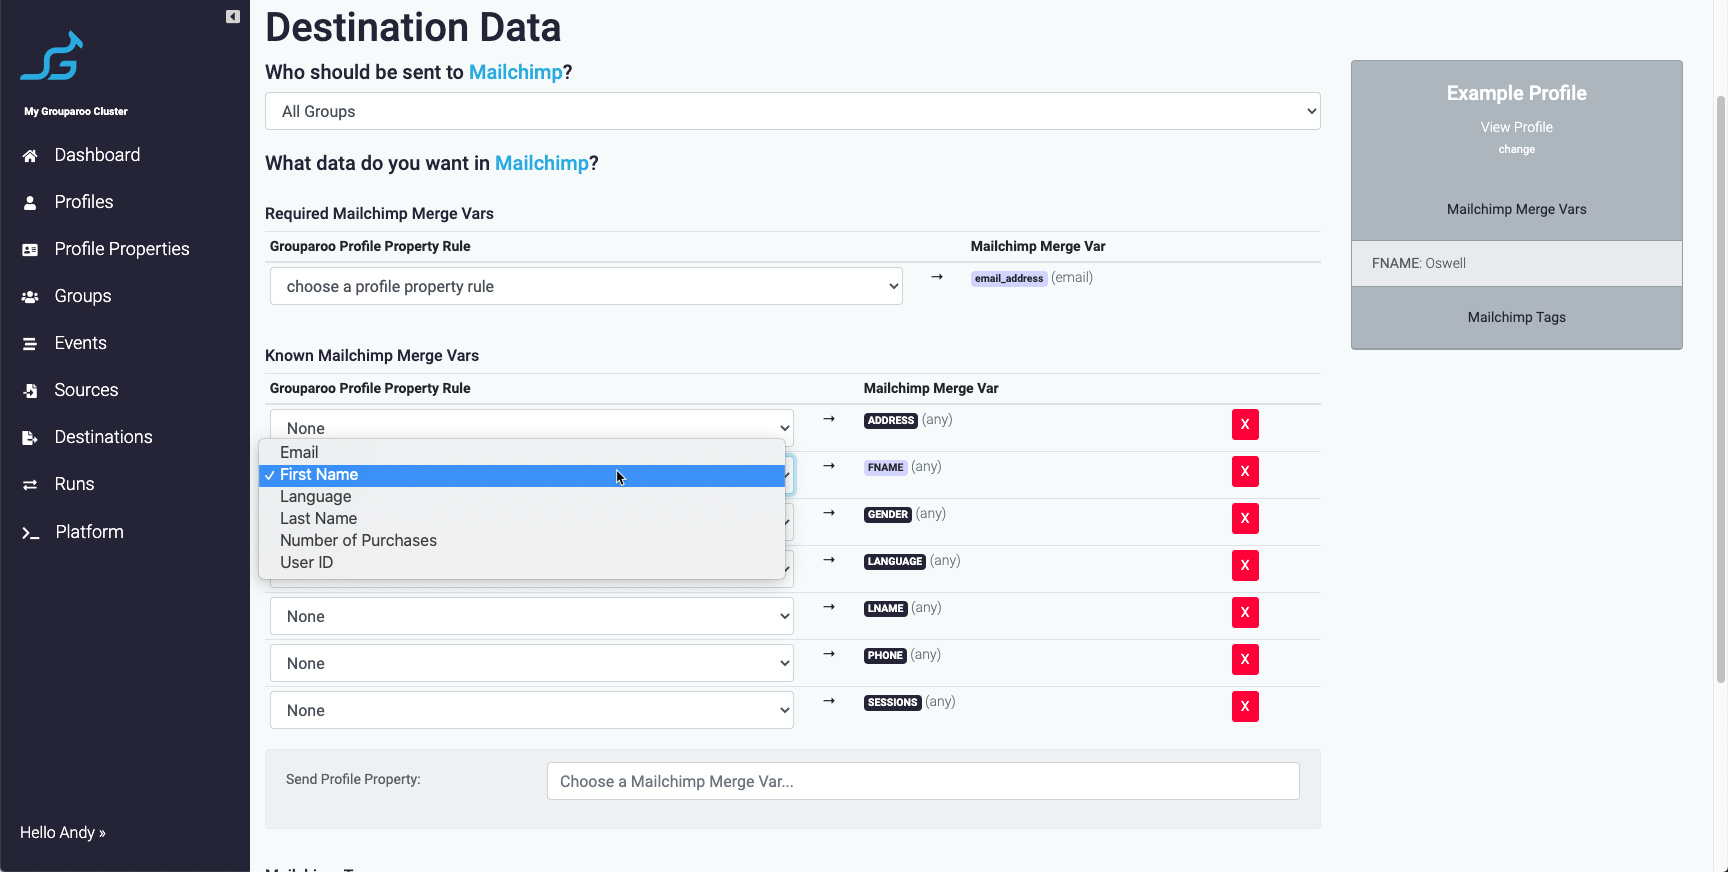 My Grouparoo Cluster
Dashboard
Profiles
Profile Properties
Groups
Events
Sources
Destinations
Runs
Platform
Hello Andy »
Destination Data
Who should be sent to Mailchimp?
All Groups
What data do you want in Mailchimp?
Required Mailchimp Merge Vars
Grouparoo Profile Property Rule Mailchimp Merge Var
choose a profile property rule → email_address (email)
Known Mailchimp Merge Vars
Grouparoo Profile Property Rule Mailchimp Merge Var
None → ADDRESS (any) X
Email
✓ First Name → FNAME (any) X
Language
Last Name → GENDER (any) X
Number of Purchases
User ID → LANGUAGE (any) X
None → LNAME (any) X
None → PHONE (any) X
None → SESSIONS (any) X
Send Profile Property: Choose a Mailchimp Merge Var...
Example Profile
View Profile
change
Mailchimp Merge Vars
FNAME: Oswell
Mailchimp Tags